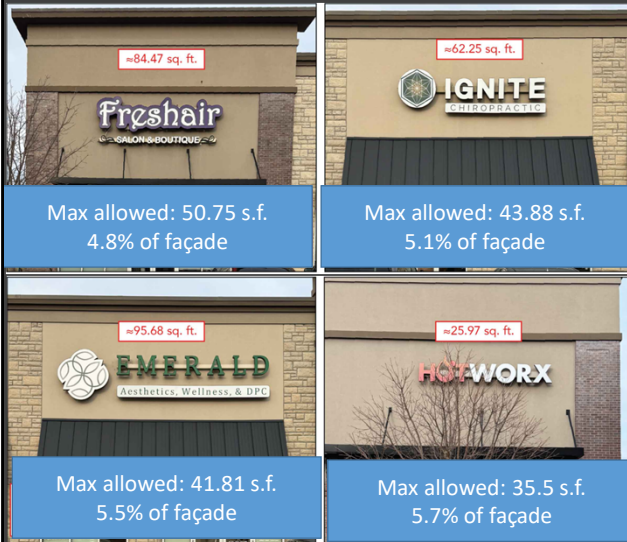 ≈84.47 sq. ft.
Freshair
SALON & BOUTIQUE
Max allowed: 50.75 s.f.
4.8% of façade
≈62.25 sq. ft.
IGNITE
CHIROPRACTIC
Max allowed: 43.88 s.f.
5.1% of façade
≈95.68 sq. ft.
EMERALD
Aesthetics, Wellness, & DPC
Max allowed: 41.81 s.f.
5.5% of façade
≈25.97 sq. ft.
HOTWORX
Max allowed: 35.5 s.f.
5.7% of façade